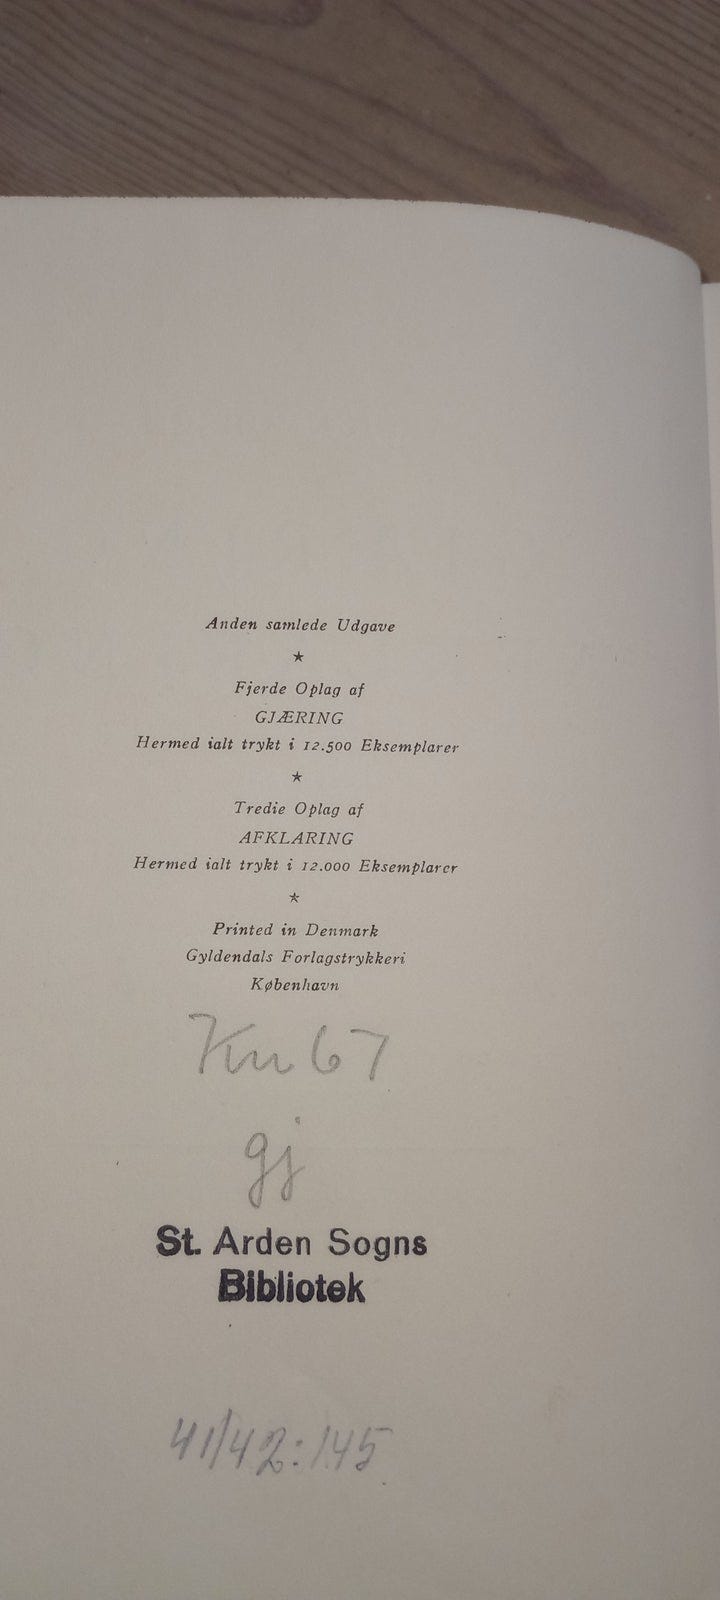 Anden samlede Udgave
★
Fjerde Oplag af
GJÆRING
Hermed ialt trykt i 12.500 Eksemplarer
★
Tredie Oplag af
AFKLARING
Hermed ialt trykt i 12.000 Eksemplarer
★
Printed in Denmark
Gyldendals Forlagstrykkeri
København
Kn 67
gj
St. Arden Sogns
Bibliotek
41/42:145